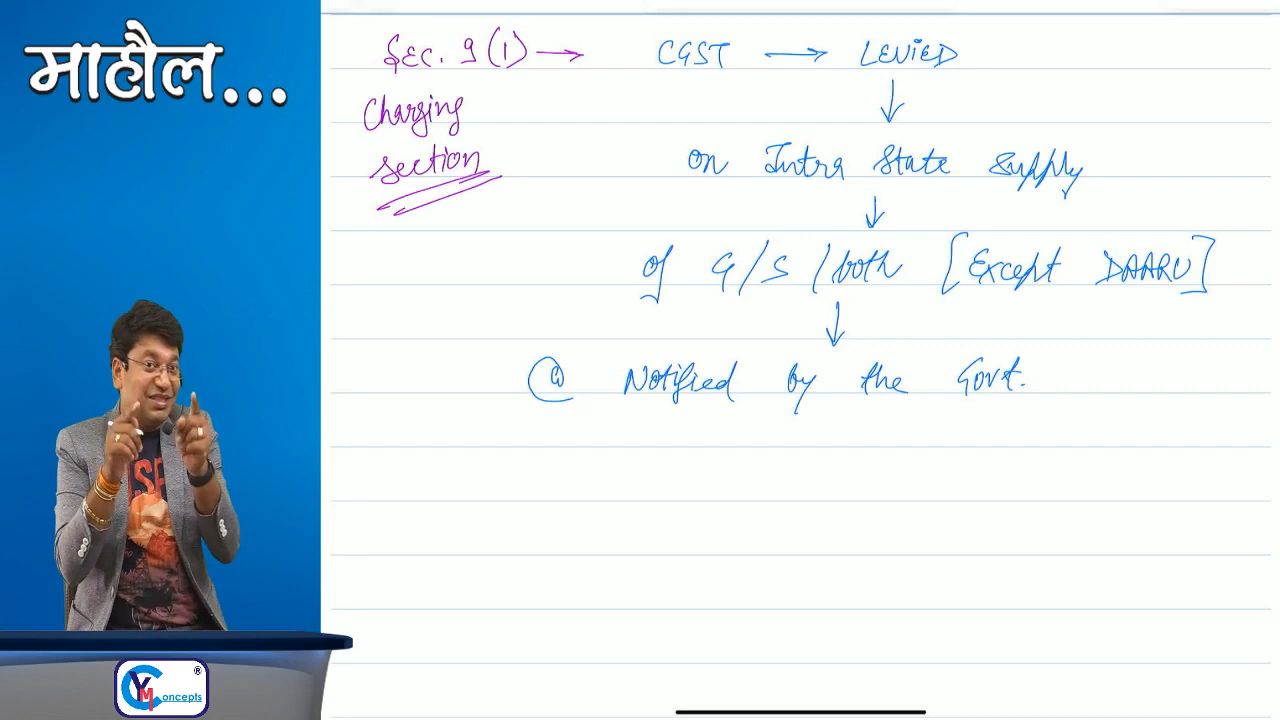 माहौल...
Sec. 9 (1) → CGST → LEVIED
Charging
section
↓
on Intra State supply
↓
of G/S / both [Except DAARU]
↓
@ Notified by the Govt.
CYM Concepts ®